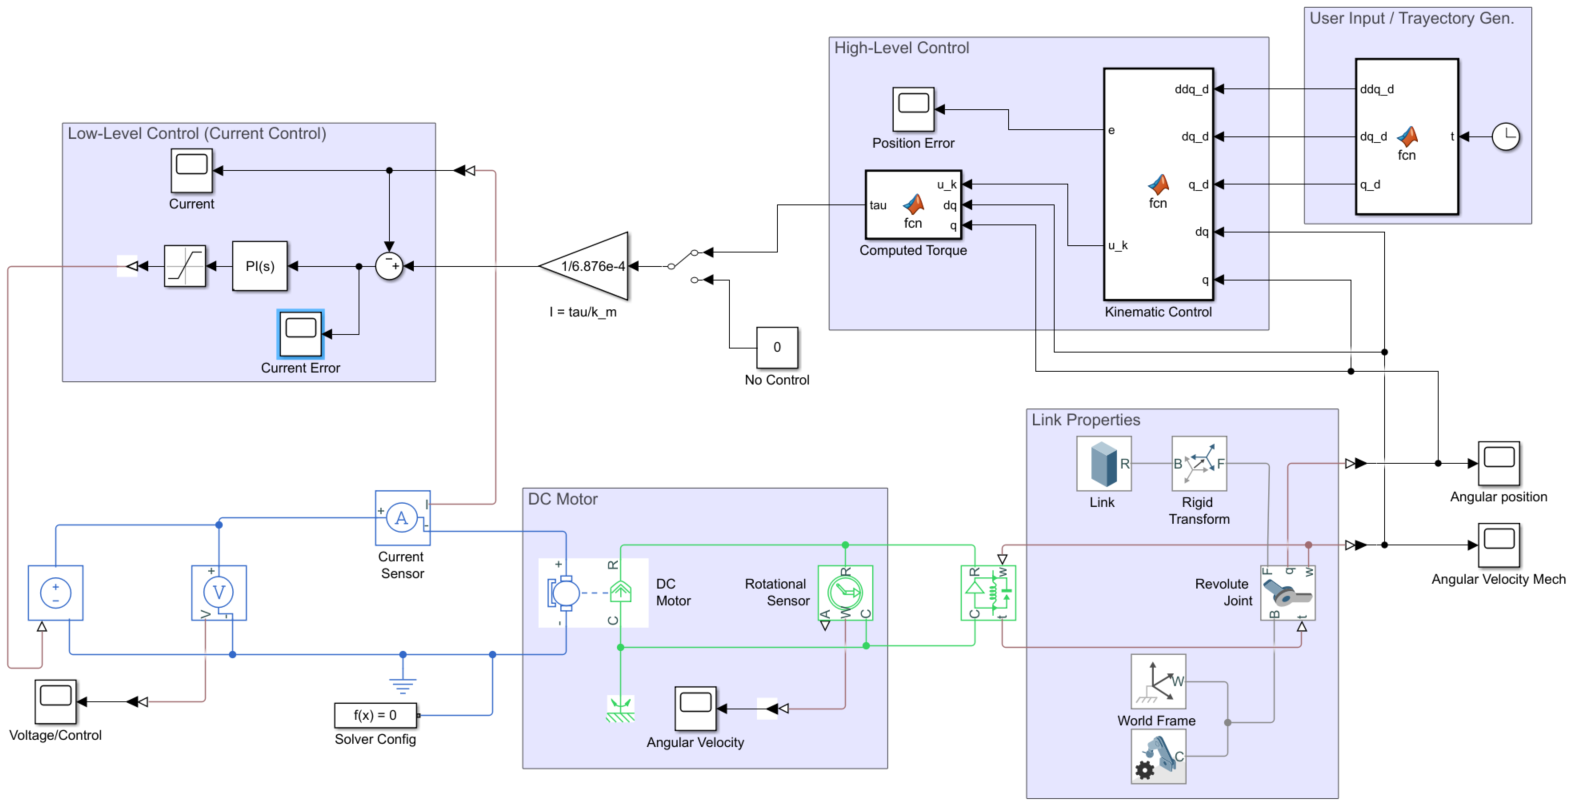 User Input / Trayectory Gen.
ddq_d
dq_d
q_d
t
fcn
High-Level Control
Position Error
e
u_k
ddq_d
dq_d
q_d
dq
q
fcn
Kinematic Control
tau
u_k
dq
q
fcn
Computed Torque
Low-Level Control (Current Control)
Current
PI(s)
Current Error
1/6.876e-4
I = tau/k_m
0
No Control
Link Properties
Link
R
B
F
Rigid
Transform
Angular position
Angular Velocity Mech
Revolute
Joint
F
q
w
B
t
World Frame
W
C
DC Motor
R
C
DC
Motor
Rotational
Sensor
R
A
W
C
R
w
C
t
Angular Velocity
A
I
Current
Sensor
V
V
Voltage/Control
f(x) = 0
Solver Config